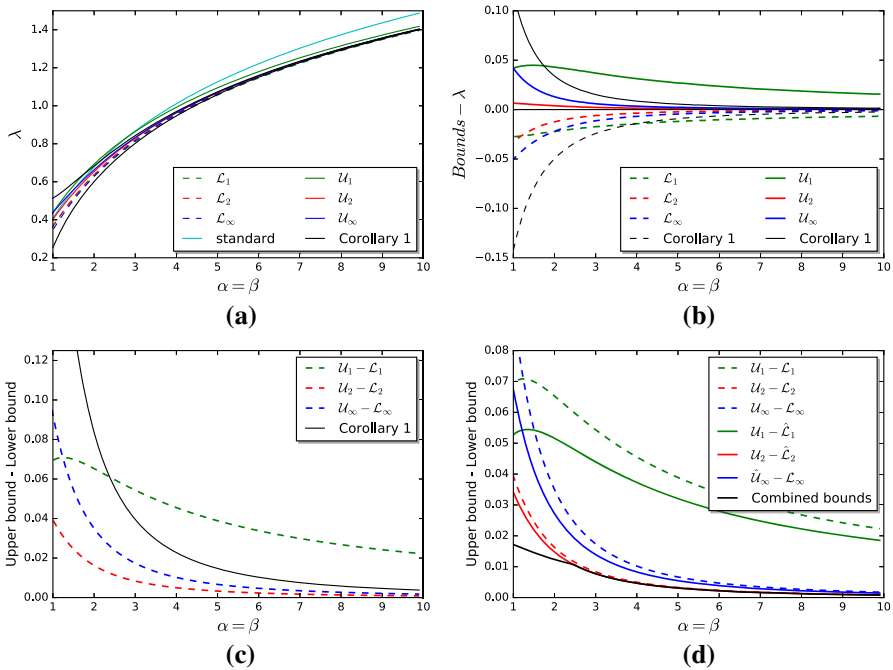 1.4
1.2
1.0
0.8
0.6
0.4
0.2
λ
1 2 3 4 5 6 7 8 9 10
α = β
ℒ₁
ℒ₂
ℒ∞
standard
𝒰₁
𝒰₂
𝒰∞
Corollary 1
(a)
0.10
0.05
0.00
−0.05
−0.10
−0.15
Bounds − λ
1 2 3 4 5 6 7 8 9 10
α = β
ℒ₁
ℒ₂
ℒ∞
Corollary 1
𝒰₁
𝒰₂
𝒰∞
Corollary 1
(b)
0.12
0.10
0.08
0.06
0.04
0.02
0.00
Upper bound - Lower bound
1 2 3 4 5 6 7 8 9 10
α = β
𝒰₁ − ℒ₁
𝒰₂ − ℒ₂
𝒰∞ − ℒ∞
Corollary 1
(c)
0.08
0.07
0.06
0.05
0.04
0.03
0.02
0.01
0.00
Upper bound - Lower bound
1 2 3 4 5 6 7 8 9 10
α = β
𝒰₁ − ℒ₁
𝒰₂ − ℒ₂
𝒰∞ − ℒ∞
𝒰₁ − ℒ̂₁
𝒰₂ − ℒ̂₂
𝒰̂∞ − ℒ∞
Combined bounds
(d)